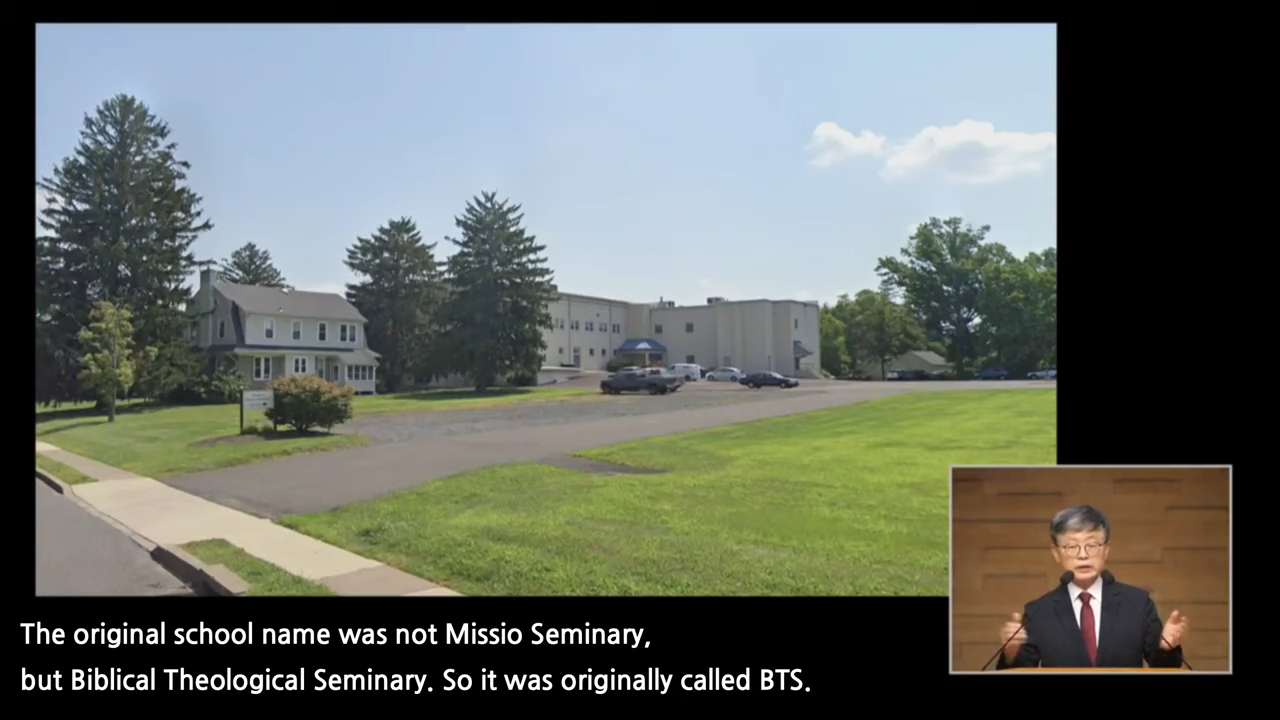 The original school name was not Missio Seminary,
but Biblical Theological Seminary. So it was originally called BTS.